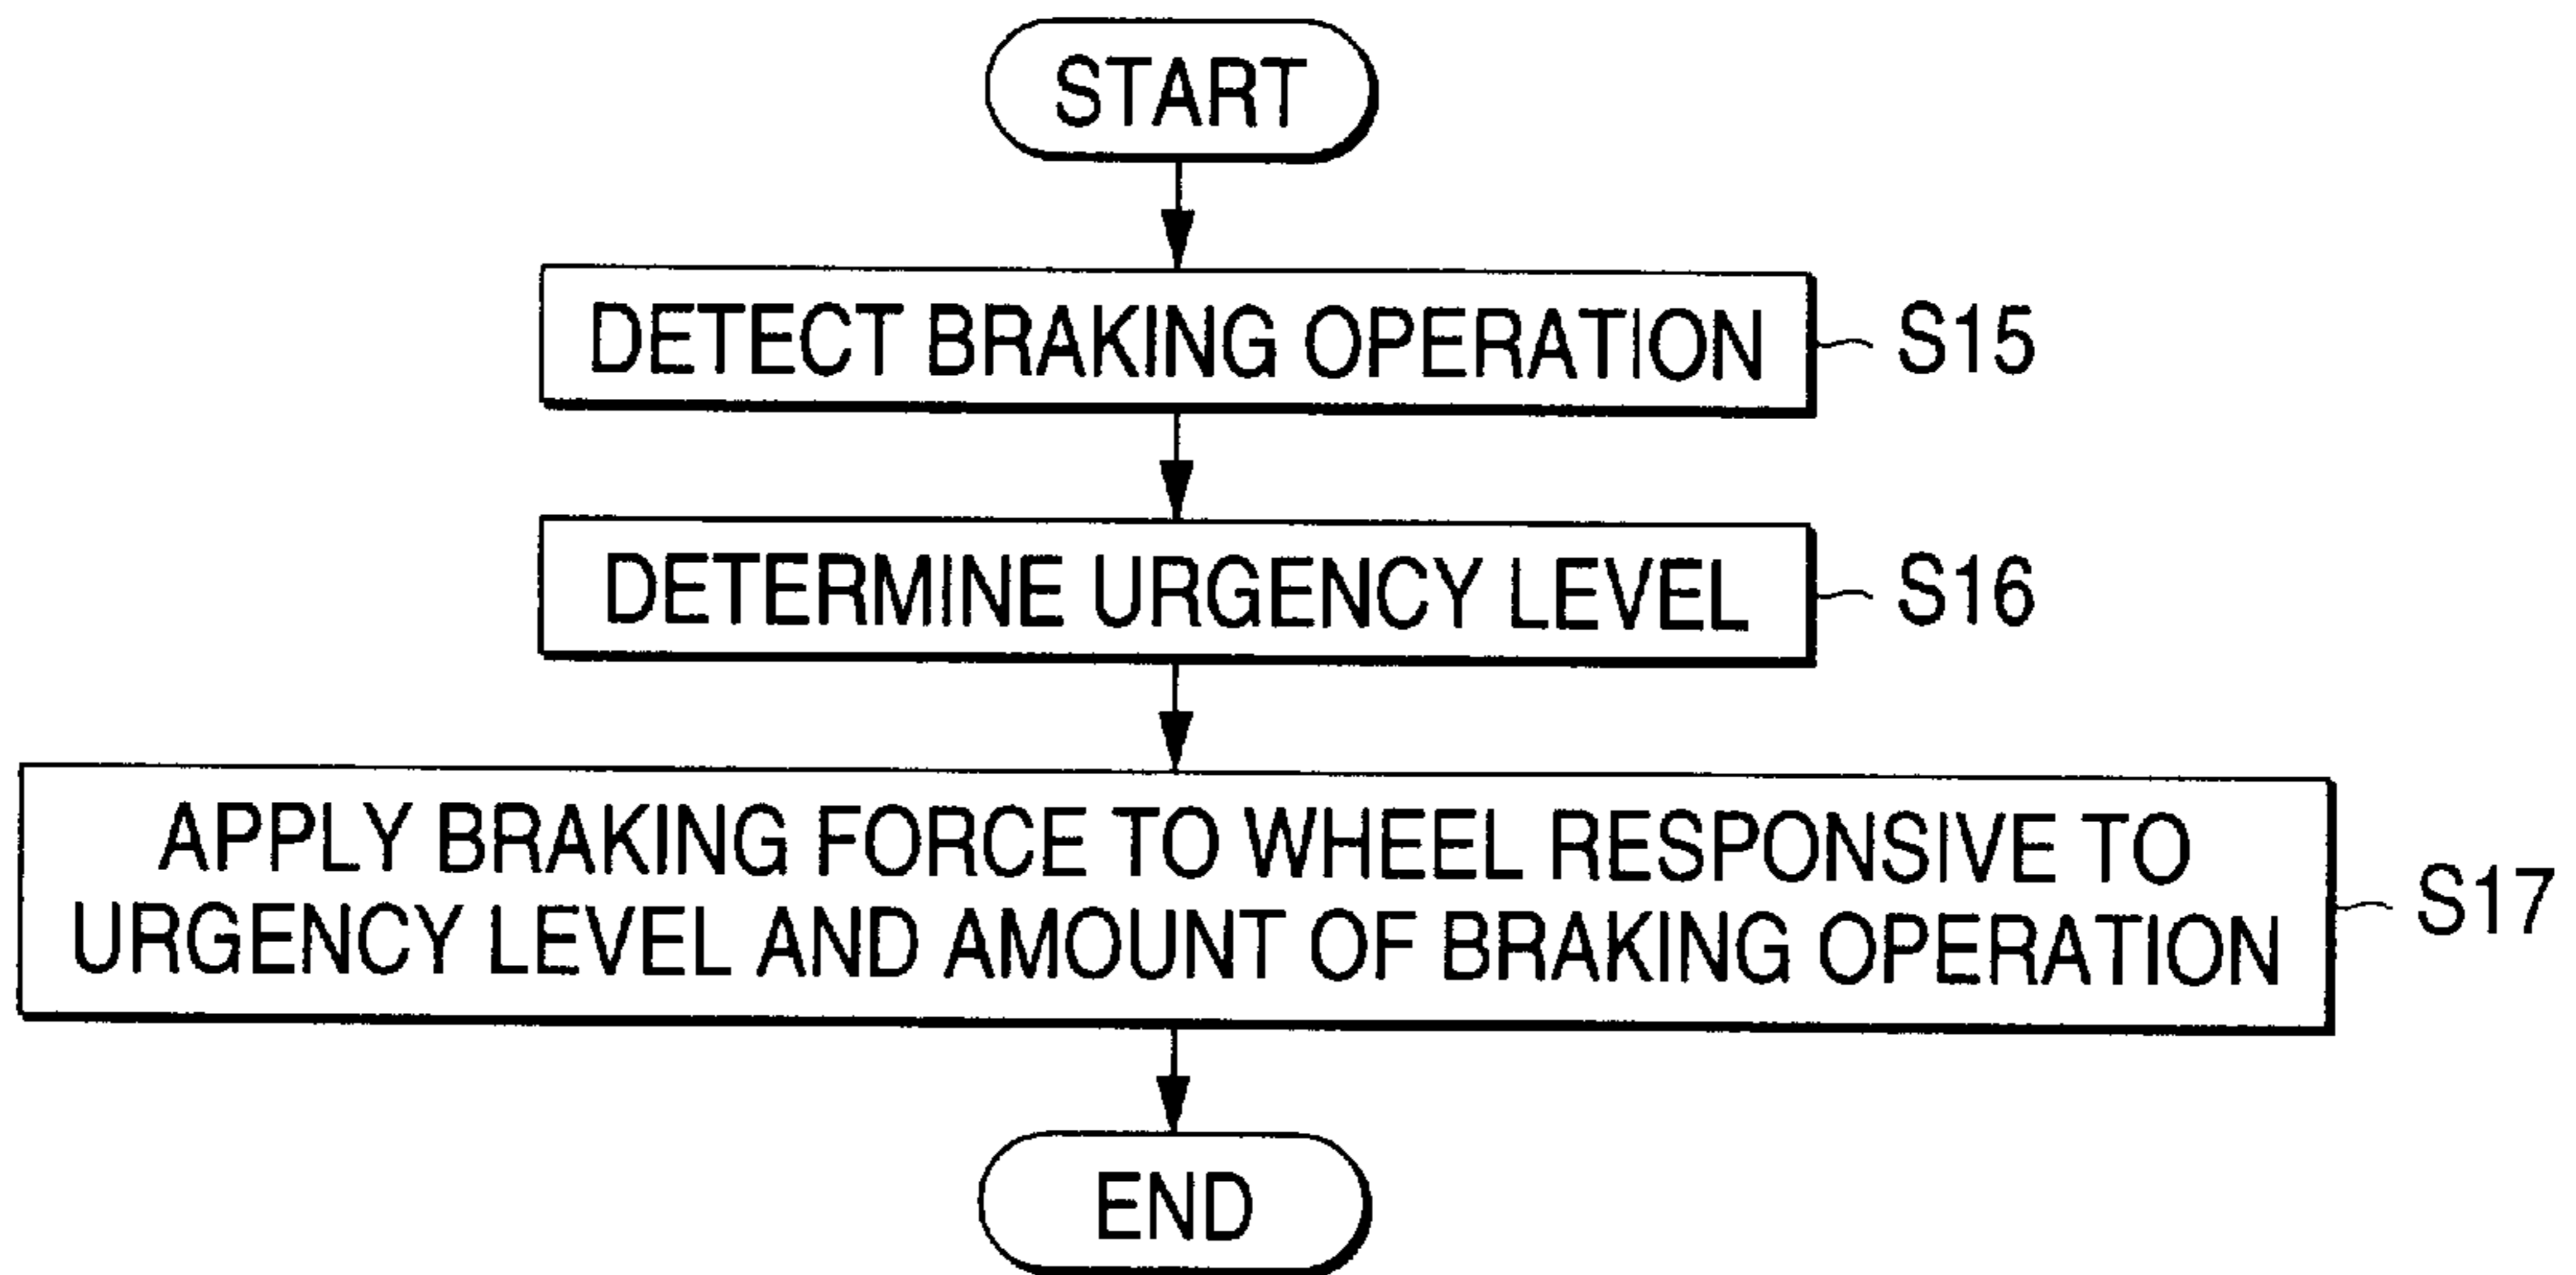 START
DETECT BRAKING OPERATION
S15
DETERMINE URGENCY LEVEL
S16
APPLY BRAKING FORCE TO WHEEL RESPONSIVE TO
URGENCY LEVEL AND AMOUNT OF BRAKING OPERATION
S17
END